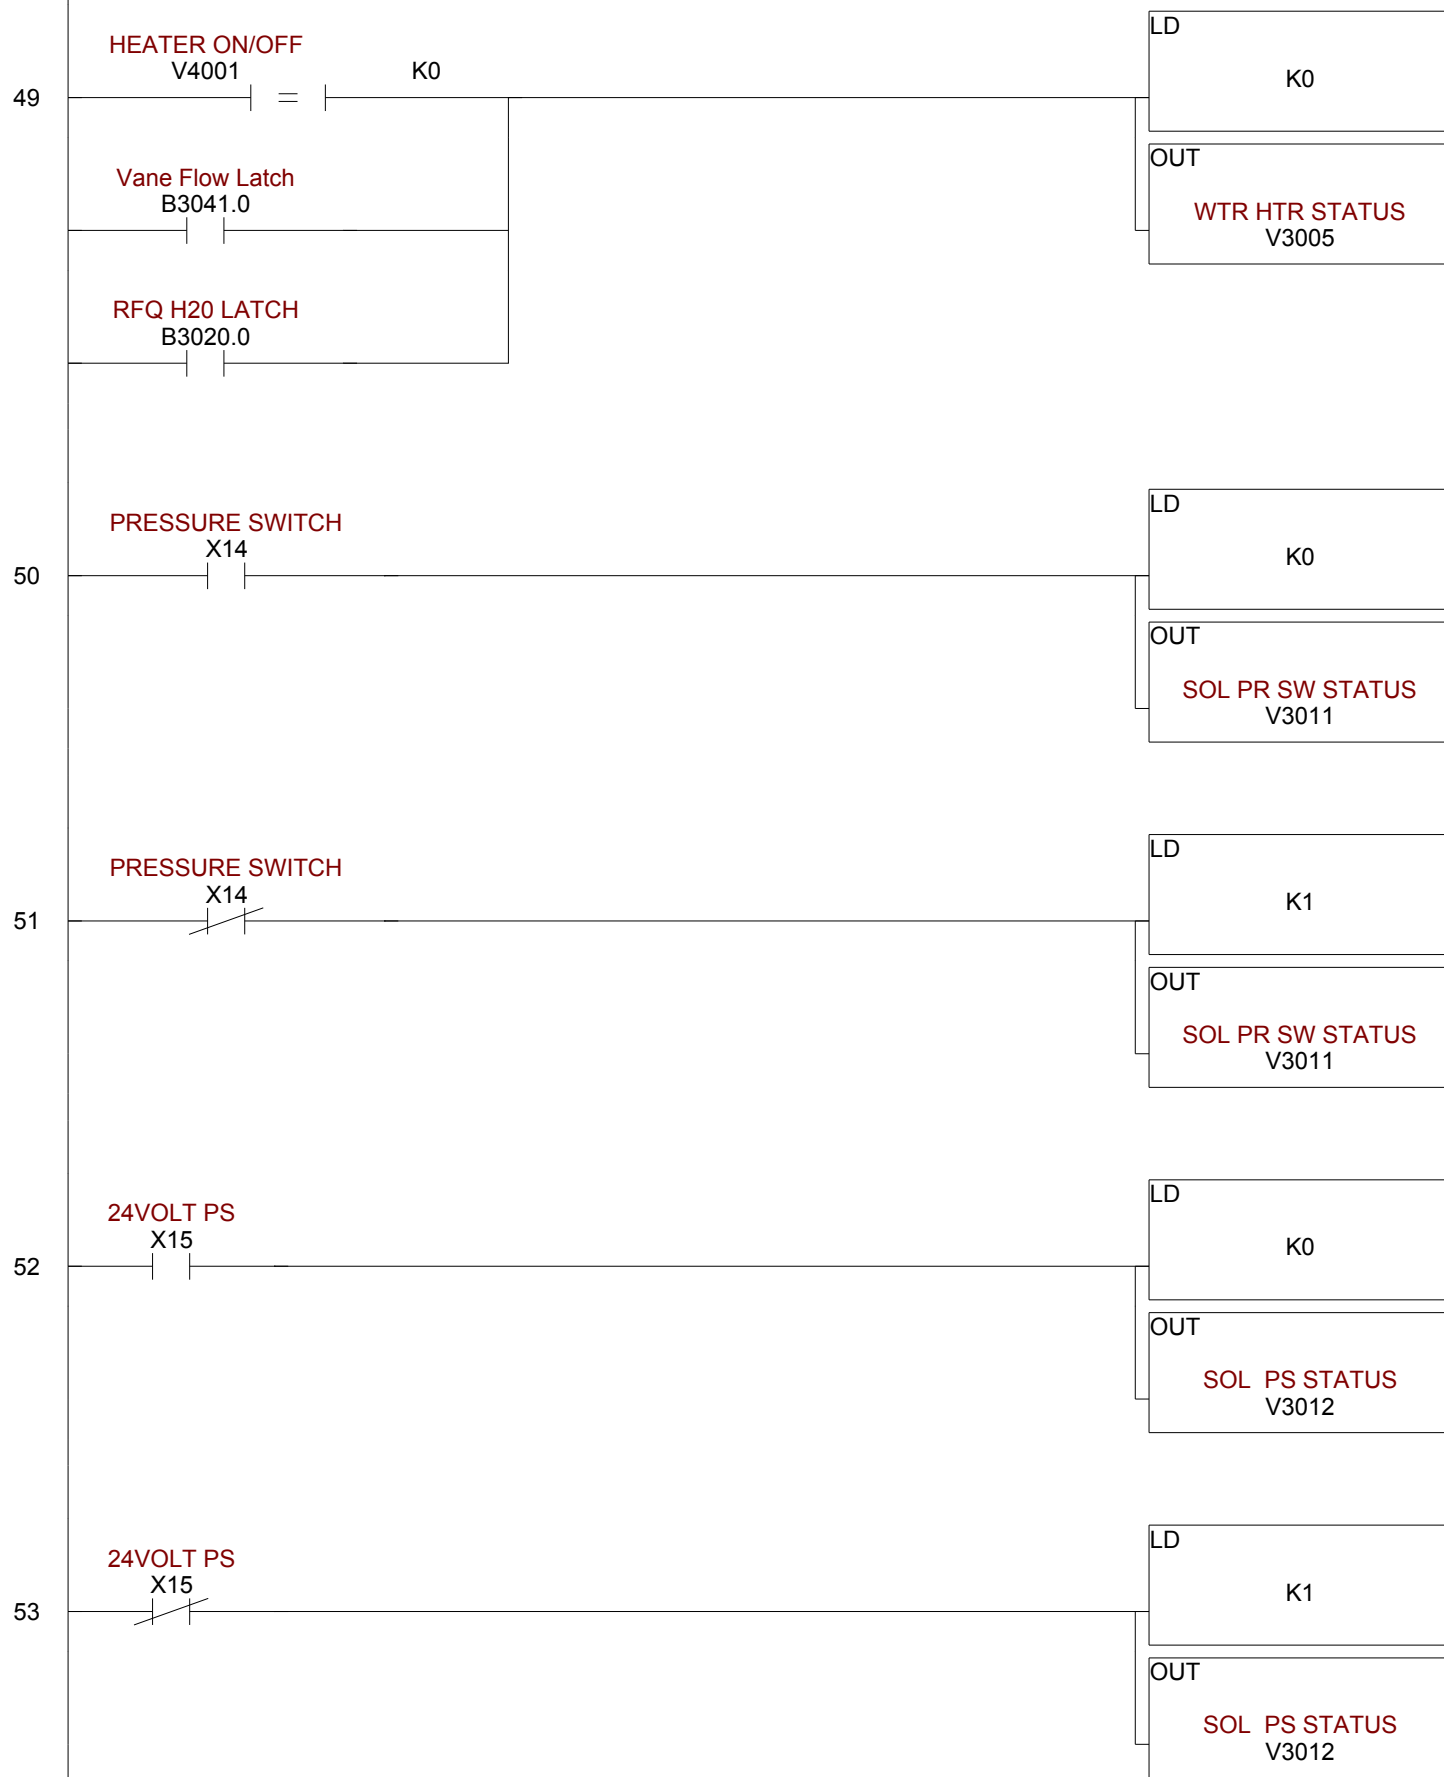 LD
HEATER ON/OFF
V4001 K0
K0
49 =
OUT
Vane Flow Latch
B3041.0
WTR HTR STATUS
V3005
RFQ H20 LATCH
B3020.0
LD
PRESSURE SWITCH
X14
K0
50
OUT
SOL PR SW STATUS
V3011
LD
PRESSURE SWITCH
X14
K1
51
OUT
SOL PR SW STATUS
V3011
LD
24VOLT PS
X15
K0
52
OUT
SOL  PS STATUS
V3012
LD
24VOLT PS
X15
K1
53
OUT
SOL  PS STATUS
V3012